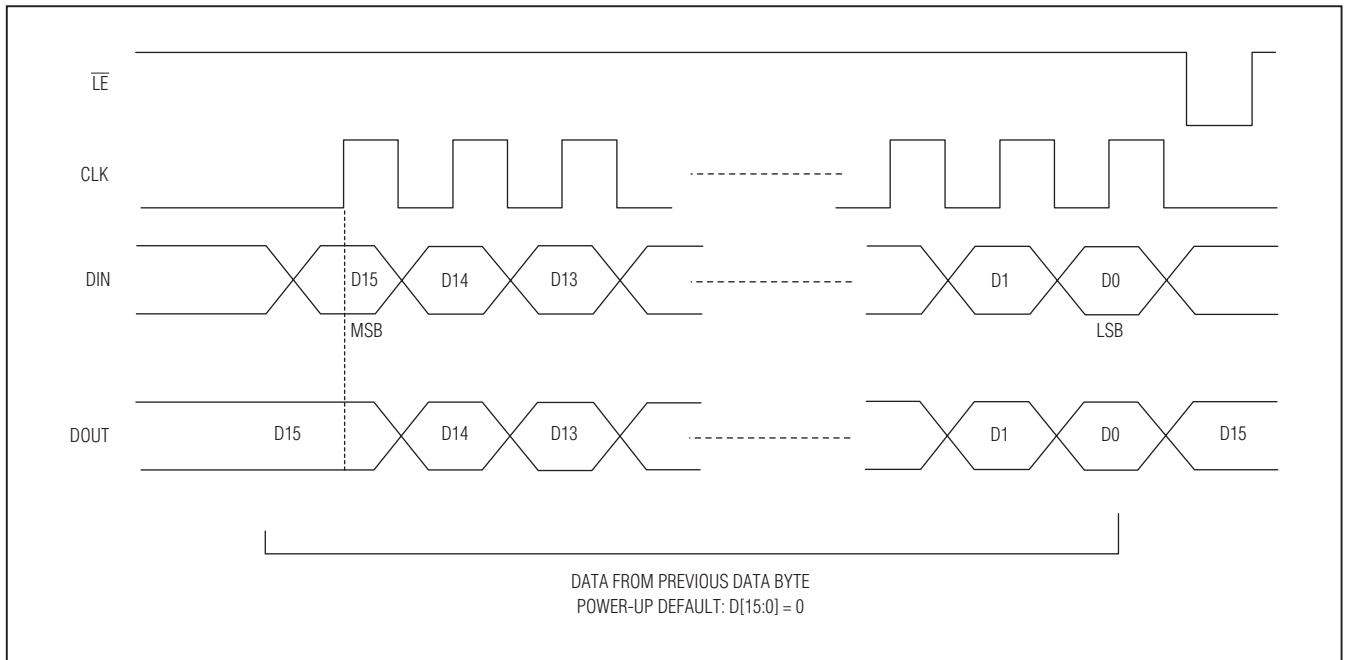 L̅E̅
CLK
DIN D15 D14 D13 D1 D0
MSB LSB
DOUT D15 D14 D13 D1 D0 D15
DATA FROM PREVIOUS DATA BYTE
POWER-UP DEFAULT: D[15:0] = 0